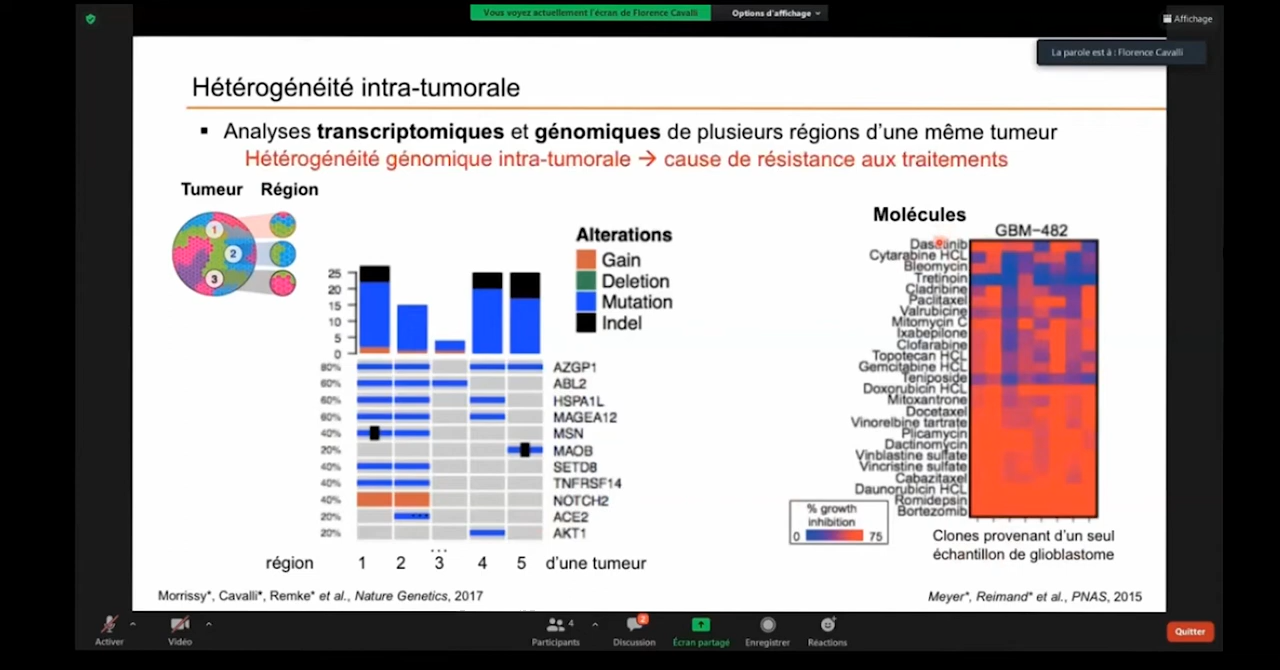 Vous voyez actuellement l'écran de Florence Cavalli
Options d'affichage
Affichage
La parole est à : Florence Cavalli
Hétérogénéité intra-tumorale
Analyses transcriptomiques et génomiques de plusieurs régions d'une même tumeur
Hétérogénéité génomique intra-tumorale → cause de résistance aux traitements
Tumeur Région
1
2
3
Alterations
Gain
Deletion
Mutation
Indel
25
20
15
10
5
0
80% AZGP1
60% ABL2
60% HSPA1L
60% MAGEA12
40% MSN
20% MAOB
40% SETD8
40% TNFRSF14
40% NOTCH2
20% ACE2
20% AKT1
...
région 1 2 3 4 5 d'une tumeur
Morrissy*, Cavalli*, Remke* et al., Nature Genetics, 2017
Molécules
GBM-482
Dasatinib
Cytarabine HCL
Bleomycin
Tretinoin
Cladribine
Paclitaxel
Valrubicine
Mitomycin C
Ixabepilone
Clofarabine
Topotecan HCL
Gemcitabine HCL
Teniposide
Doxorubicin HCL
Mitoxantrone
Docetaxel
Vinorelbine tartrate
Plicamycin
Dactinomycin
Vinblastine sulfate
Vincristine sulfate
Cabazitaxel
Daunorubicin HCL
Romidepsin
Bortezomib
% growth
inhibition
0 75
Clones provenant d'un seul
échantillon de glioblastome
Meyer*, Reimand* et al., PNAS, 2015
Activer
Vidéo
4
Participants
2
Discussion
Écran partagé
Enregistrer
Réactions
Quitter